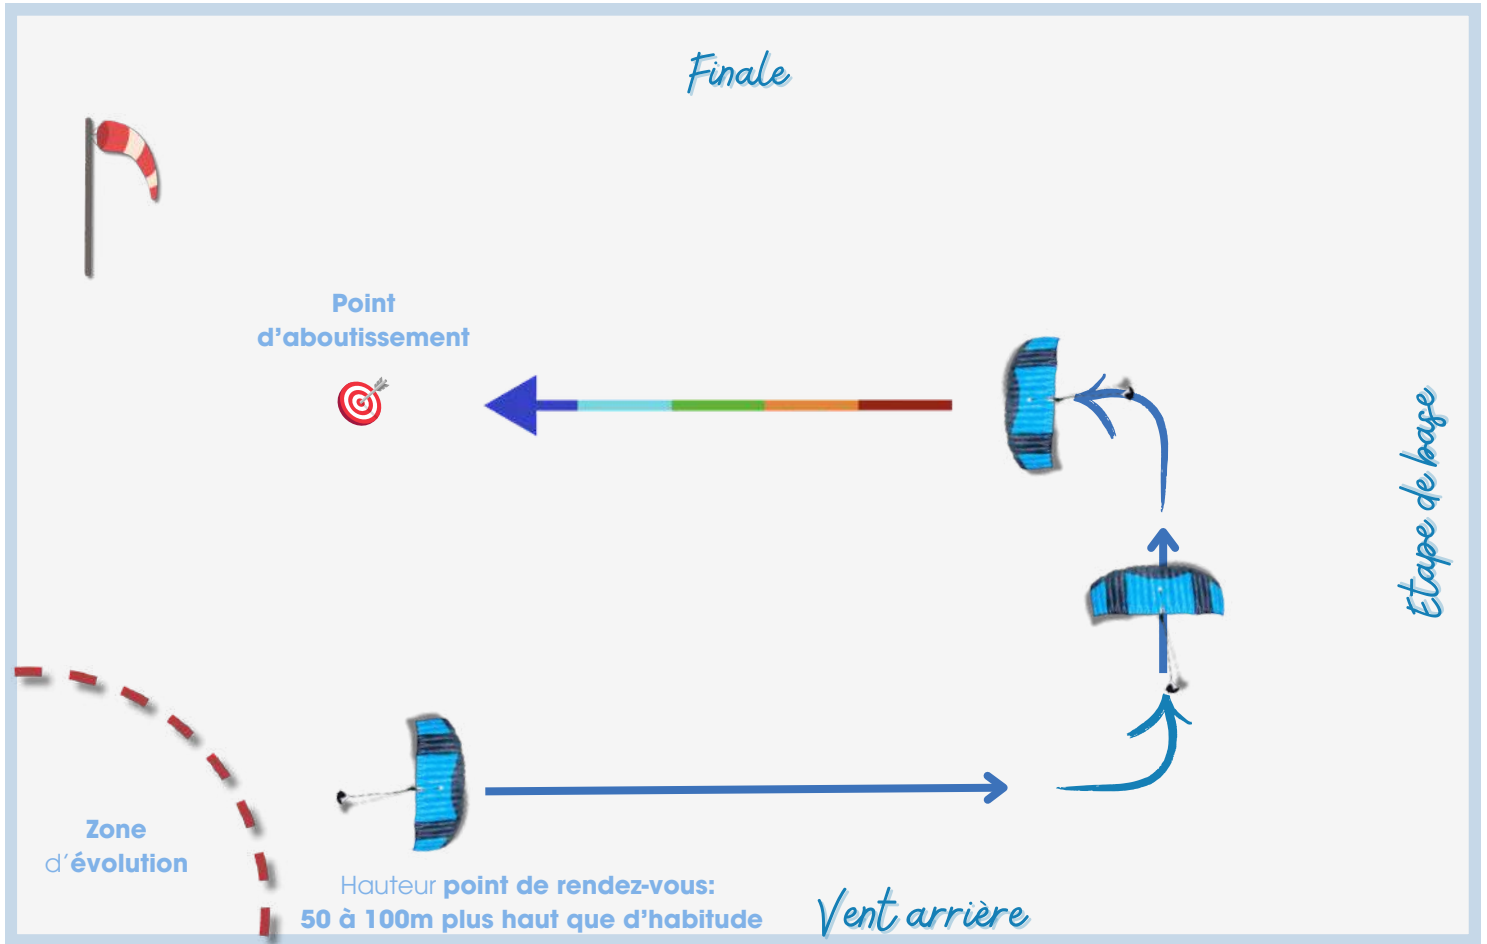 Finale
Point
d'aboutissement
Etape de base
Zone
d'évolution
Hauteur point de rendez-vous:
50 à 100m plus haut que d'habitude
Vent arrière